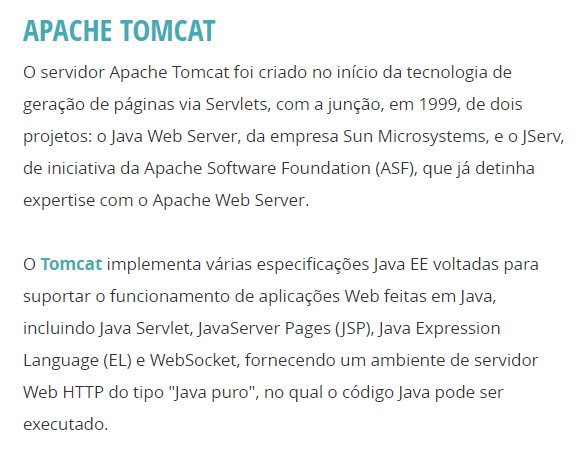 APACHE TOMCAT
O servidor Apache Tomcat foi criado no início da tecnologia de
geração de páginas via Servlets, com a junção, em 1999, de dois
projetos: o Java Web Server, da empresa Sun Microsystems, e o JServ,
de iniciativa da Apache Software Foundation (ASF), que já detinha
expertise com o Apache Web Server.
O Tomcat implementa várias especificações Java EE voltadas para
suportar o funcionamento de aplicações Web feitas em Java,
incluindo Java Servlet, JavaServer Pages (JSP), Java Expression
Language (EL) e WebSocket, fornecendo um ambiente de servidor
Web HTTP do tipo "Java puro", no qual o código Java pode ser
executado.